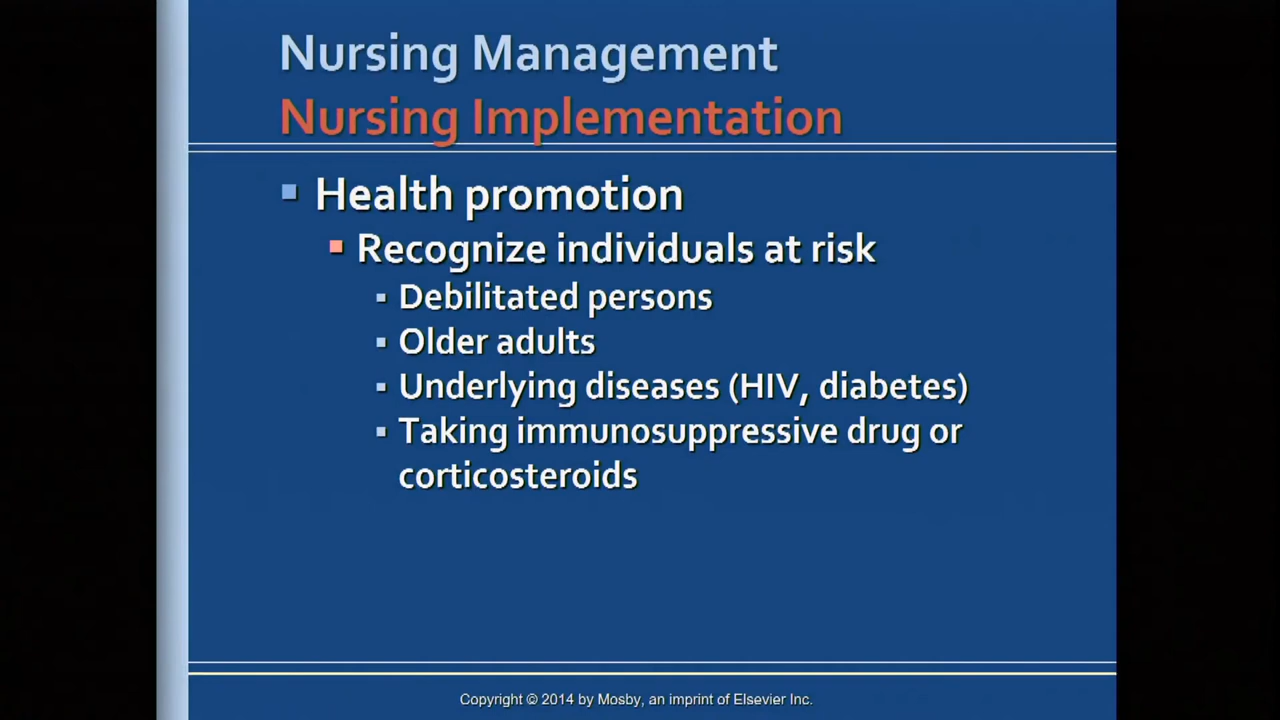 Nursing Management
Nursing Implementation
Health promotion
Recognize individuals at risk
Debilitated persons
Older adults
Underlying diseases (HIV, diabetes)
Taking immunosuppressive drug or
corticosteroids
Copyright © 2014 by Mosby, an imprint of Elsevier Inc.